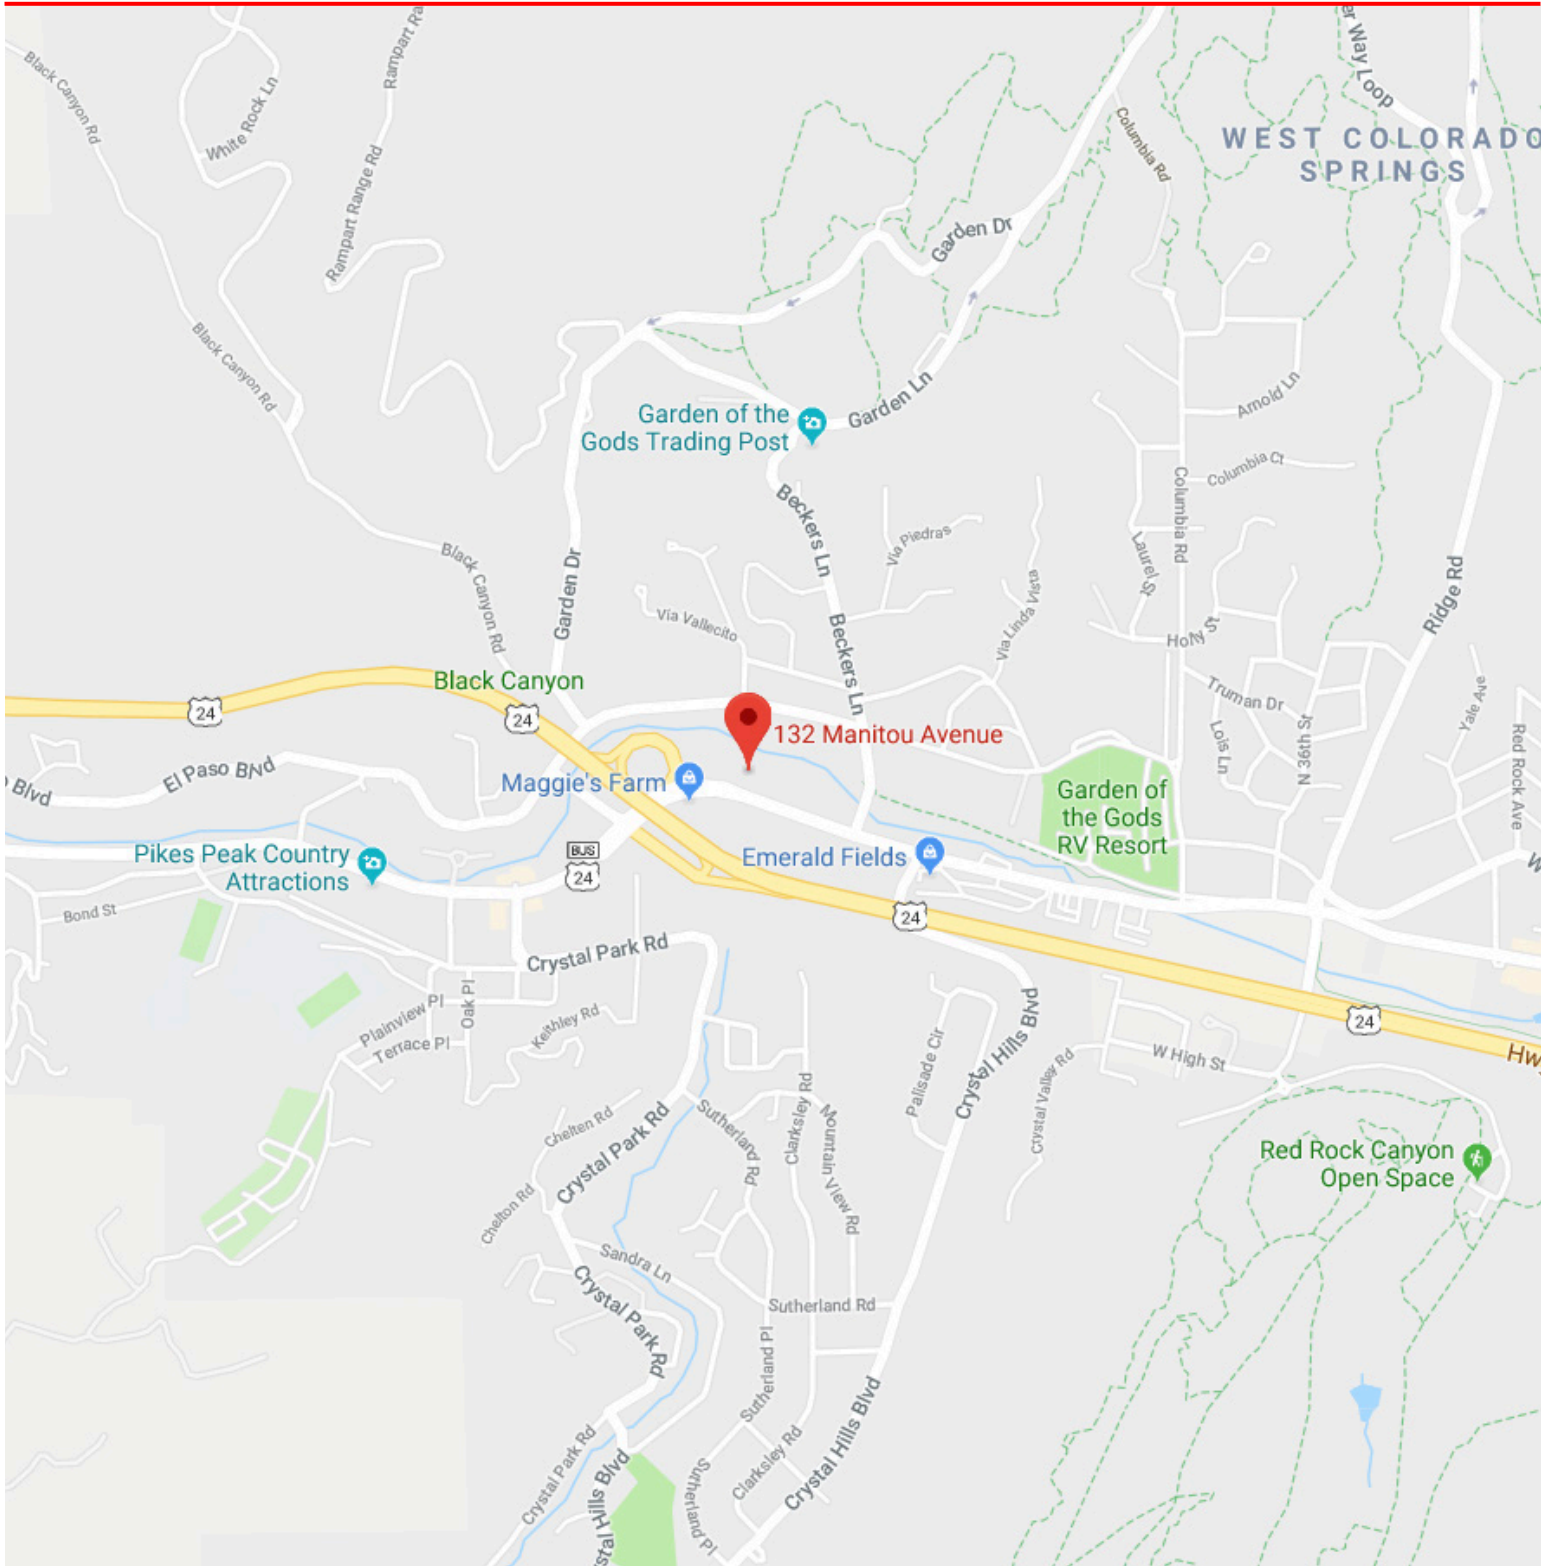 Black Canyon Rd
White Rock Ln
Rampart Ra
Rampart Range Rd
er Way Loop
Columbia Rd
WEST COLORADO
SPRINGS
Garden Dr
Black Canyon Rd
Garden of the
Gods Trading Post
Garden Ln
Arnold Ln
Columbia Ct
Columbia Rd
Beckers Ln
Via Piedras
Laurel St
Black Canyon Rd
Garden Dr
Via Vallecito
Beckers Ln
Via Linda Vista
Holly St
Ridge Rd
Black Canyon
24
24
132 Manitou Avenue
Truman Dr
Lois Ln
N 36th St
Yale Ave
Red Rock Ave
o Blvd
El Paso Blvd
Maggie's Farm
Garden of
the Gods
RV Resort
Pikes Peak Country
Attractions
BUS
24
Emerald Fields
W
Bond St
24
Crystal Park Rd
Plainview Pl
Oak Pl
Terrace Pl
Keithley Rd
Palisade Cir
Crystal Hills Blvd
Crystal Valley Rd
W High St
24
Hwy
Chelten Rd
Crystal Park Rd
Sutherland Rd
Clarksley Rd
Mountain View Rd
Red Rock Canyon
Open Space
Chelton Rd
Sandra Ln
Crystal Park Rd
Sutherland Rd
Sutherland Pl
Crystal Hills Blvd
Crystal Park Rd
stal Hills Blvd
Sutherland Pl
Clarksley Rd